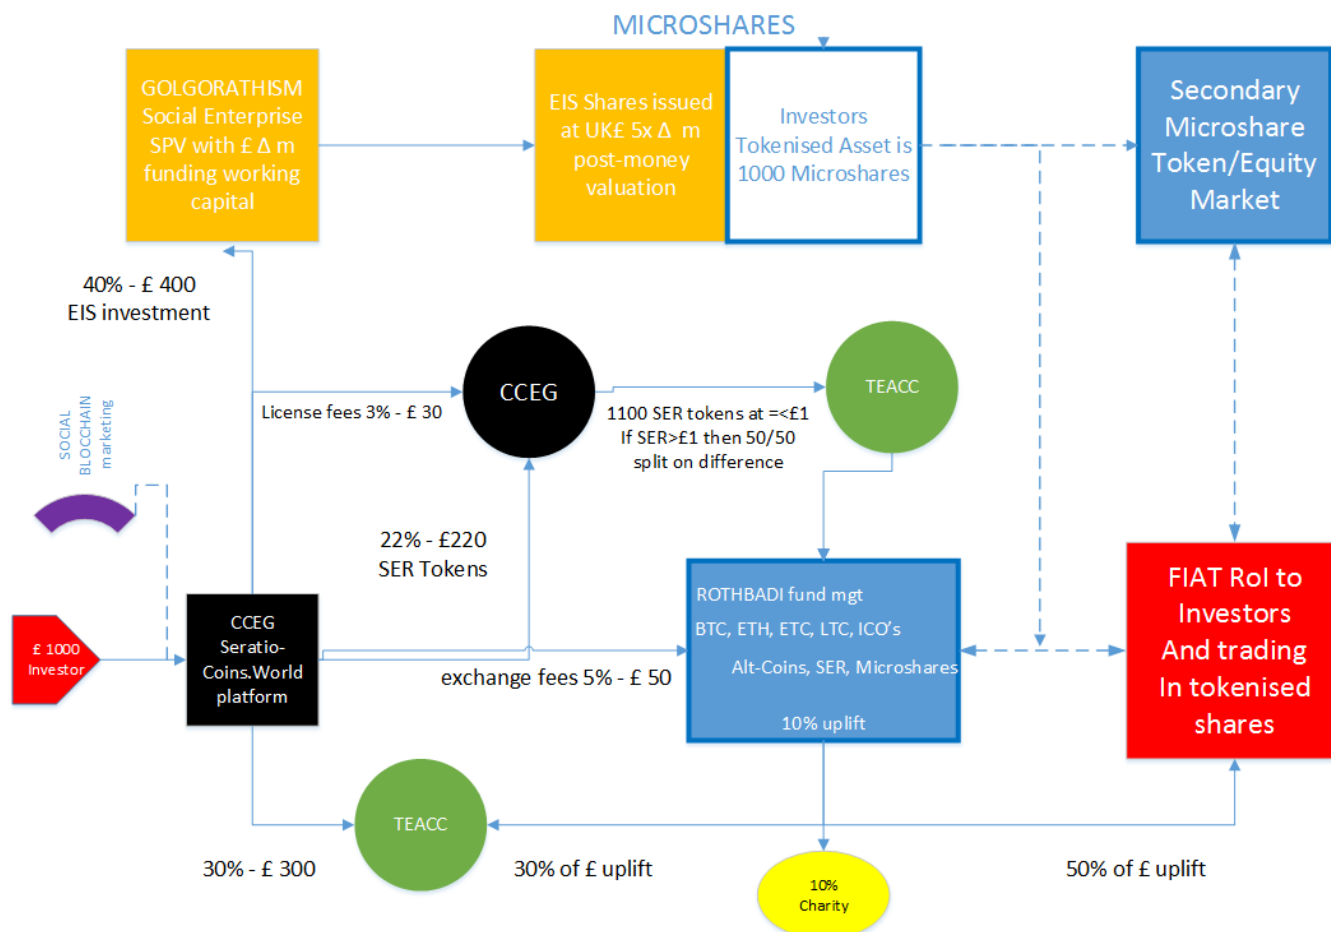 MICROSHARES
GOLGORATHISM
Social Enterprise
SPV with £ Δ m
funding working
capital
EIS Shares issued
at UK£ 5x Δ m
post-money
valuation
Investors
Tokenised Asset is
1000 Microshares
Secondary
Microshare
Token/Equity
Market
40% - £ 400
EIS investment
CCEG
TEACC
License fees 3% - £ 30
1100 SER tokens at =<£1
If SER>£1 then 50/50
split on difference
SOCIAL
BLOCCHAIN
marketing
22% - £220
SER Tokens
£ 1000
Investor
CCEG
Seratio-
Coins.World
platform
exchange fees 5% - £ 50
ROTHBADI fund mgt
BTC, ETH, ETC, LTC, ICO's
Alt-Coins, SER, Microshares
10% uplift
FIAT RoI to
Investors
And trading
In tokenised
shares
TEACC
30% - £ 300
30% of £ uplift
10%
Charity
50% of £ uplift